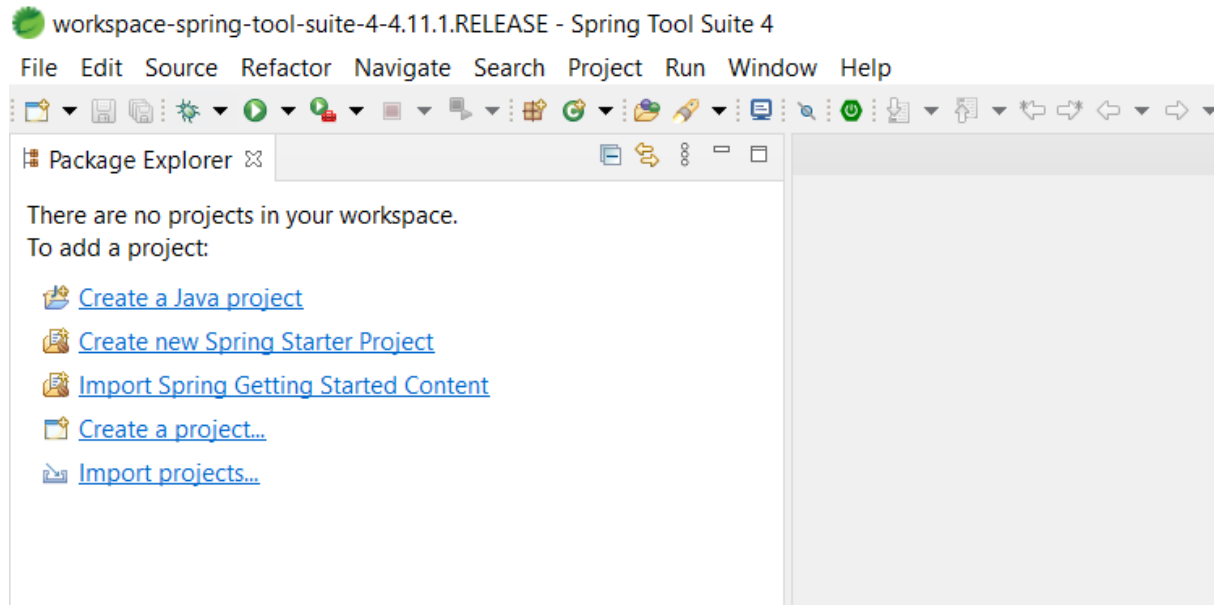 workspace-spring-tool-suite-4-4.11.1.RELEASE - Spring Tool Suite 4
File Edit Source Refactor Navigate Search Project Run Window Help
Package Explorer
There are no projects in your workspace.
To add a project:
Create a Java project
Create new Spring Starter Project
Import Spring Getting Started Content
Create a project...
Import projects...